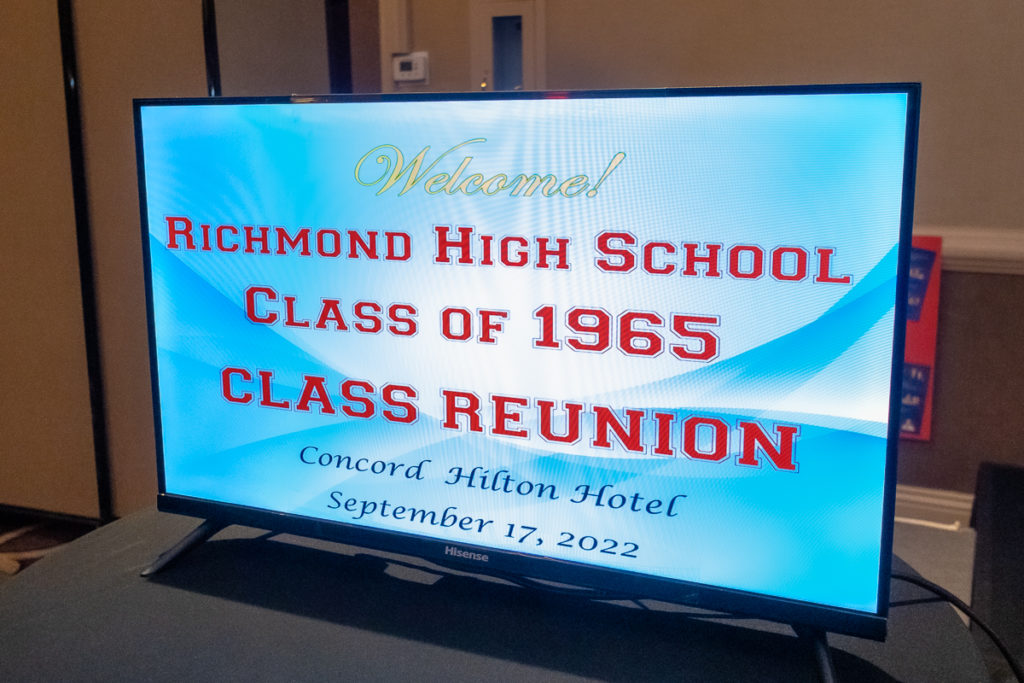 Welcome!
Richmond High School
Class of 1965
CLASS REUNION
Concord Hilton Hotel
September 17, 2022
Hisense